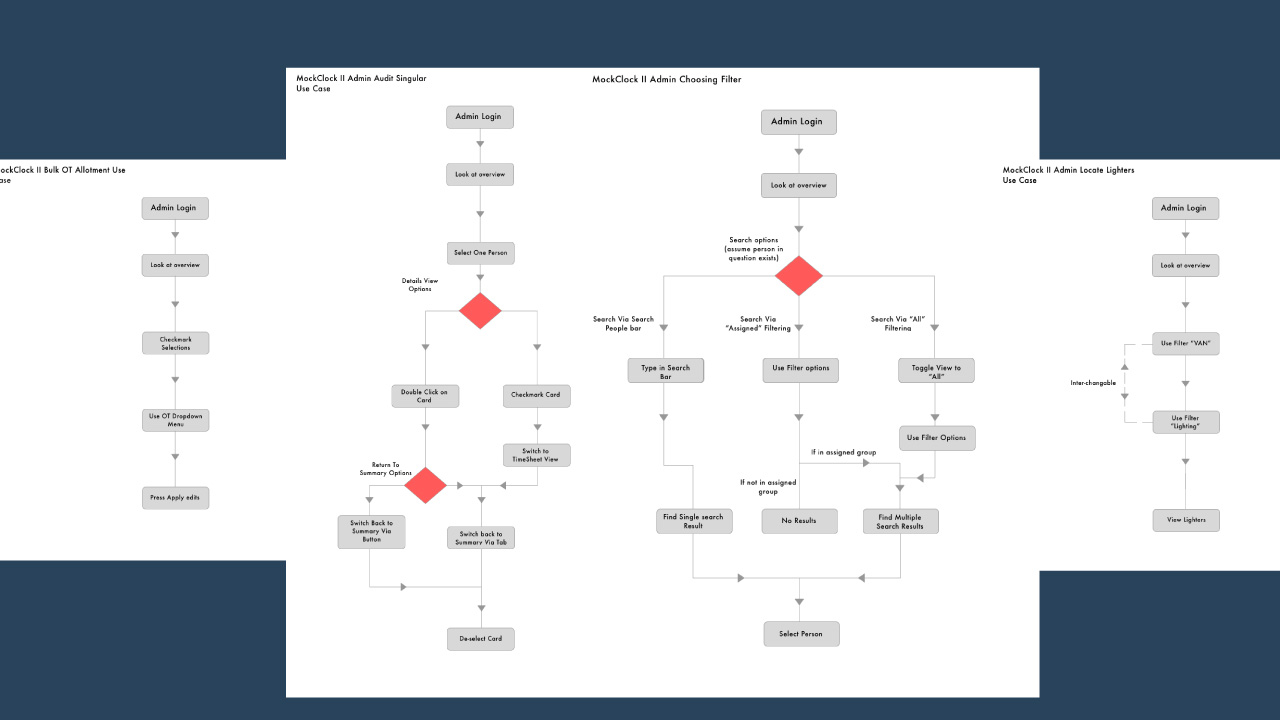 ockClock II Bulk OT Allotment Use
ase
Admin Login
Look at overview
Checkmark
Selections
Use OT Dropdown
Menu
Press Apply edits
MockClock II Admin Audit Singular
Use Case
Admin Login
Look at overview
Select One Person
Details View
Options
Double Click on
Card
Checkmark Card
Switch to
TimeSheet View
Return To
Summary Options
Switch Back to
Summary Via
Button
Switch back to
Summary Via Tab
De-select Card
MockClock II Admin Choosing Filter
Admin Login
Look at overview
Search options
(assume person in
question exists)
Search Via Search
People bar
Search Via
“Assigned” Filtering
Search Via “All”
Filtering
Type in Search
Bar
Use Filter options
Toggle View to
“All”
Use Filter Options
If in assigned group
If not in assigned
group
Find Single search
Result
No Results
Find Multiple
Search Results
Select Person
MockClock II Admin Locate Lighters
Use Case
Admin Login
Look at overview
Use Filter “VAN”
Inter-changable
Use Filter
“Lighting”
View Lighters